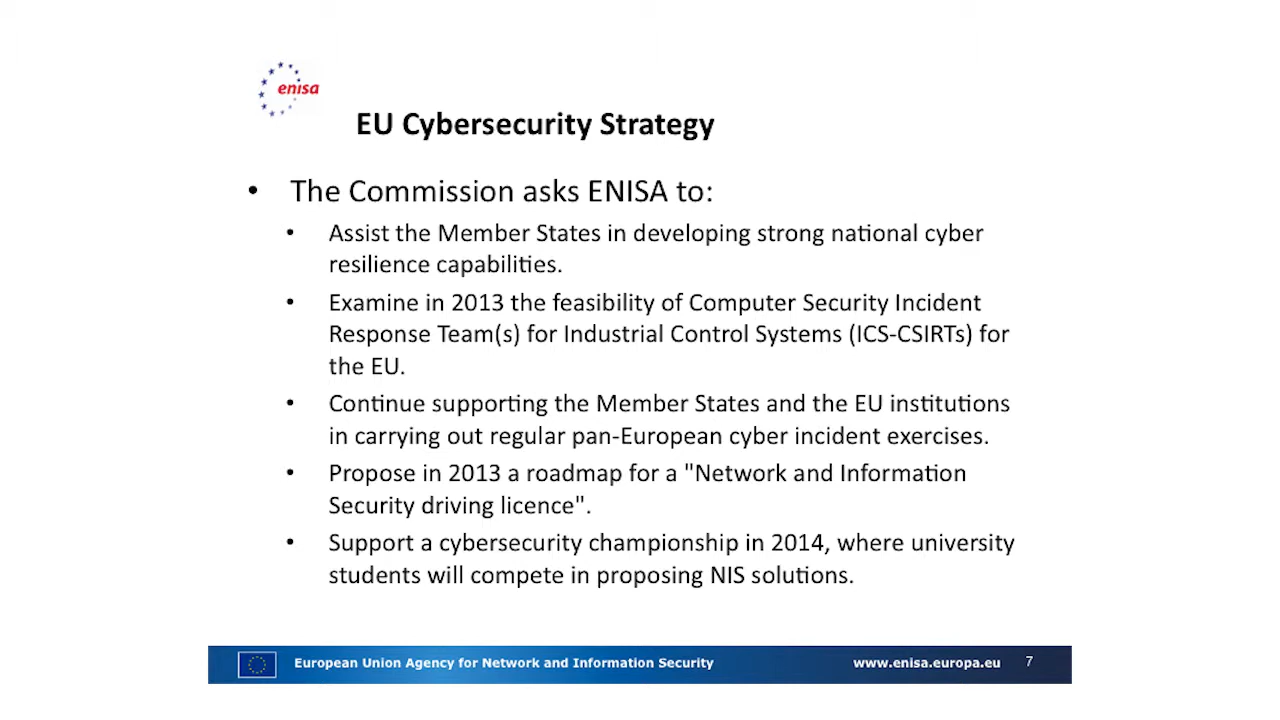 enisa
EU Cybersecurity Strategy
• The Commission asks ENISA to:
• Assist the Member States in developing strong national cyber
resilience capabilities.
• Examine in 2013 the feasibility of Computer Security Incident
Response Team(s) for Industrial Control Systems (ICS-CSIRTs) for
the EU.
• Continue supporting the Member States and the EU institutions
in carrying out regular pan-European cyber incident exercises.
• Propose in 2013 a roadmap for a "Network and Information
Security driving licence".
• Support a cybersecurity championship in 2014, where university
students will compete in proposing NIS solutions.
European Union Agency for Network and Information Security www.enisa.europa.eu 7